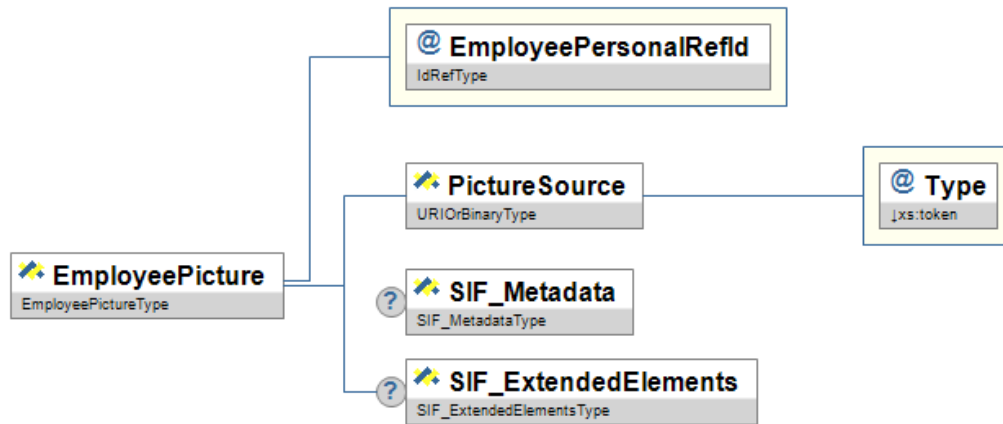 @ EmployeePersonalRefId
IdRefType
PictureSource
URIOrBinaryType
@ Type
↓xs:token
EmployeePicture
EmployeePictureType
? SIF_Metadata
SIF_MetadataType
? SIF_ExtendedElements
SIF_ExtendedElementsType